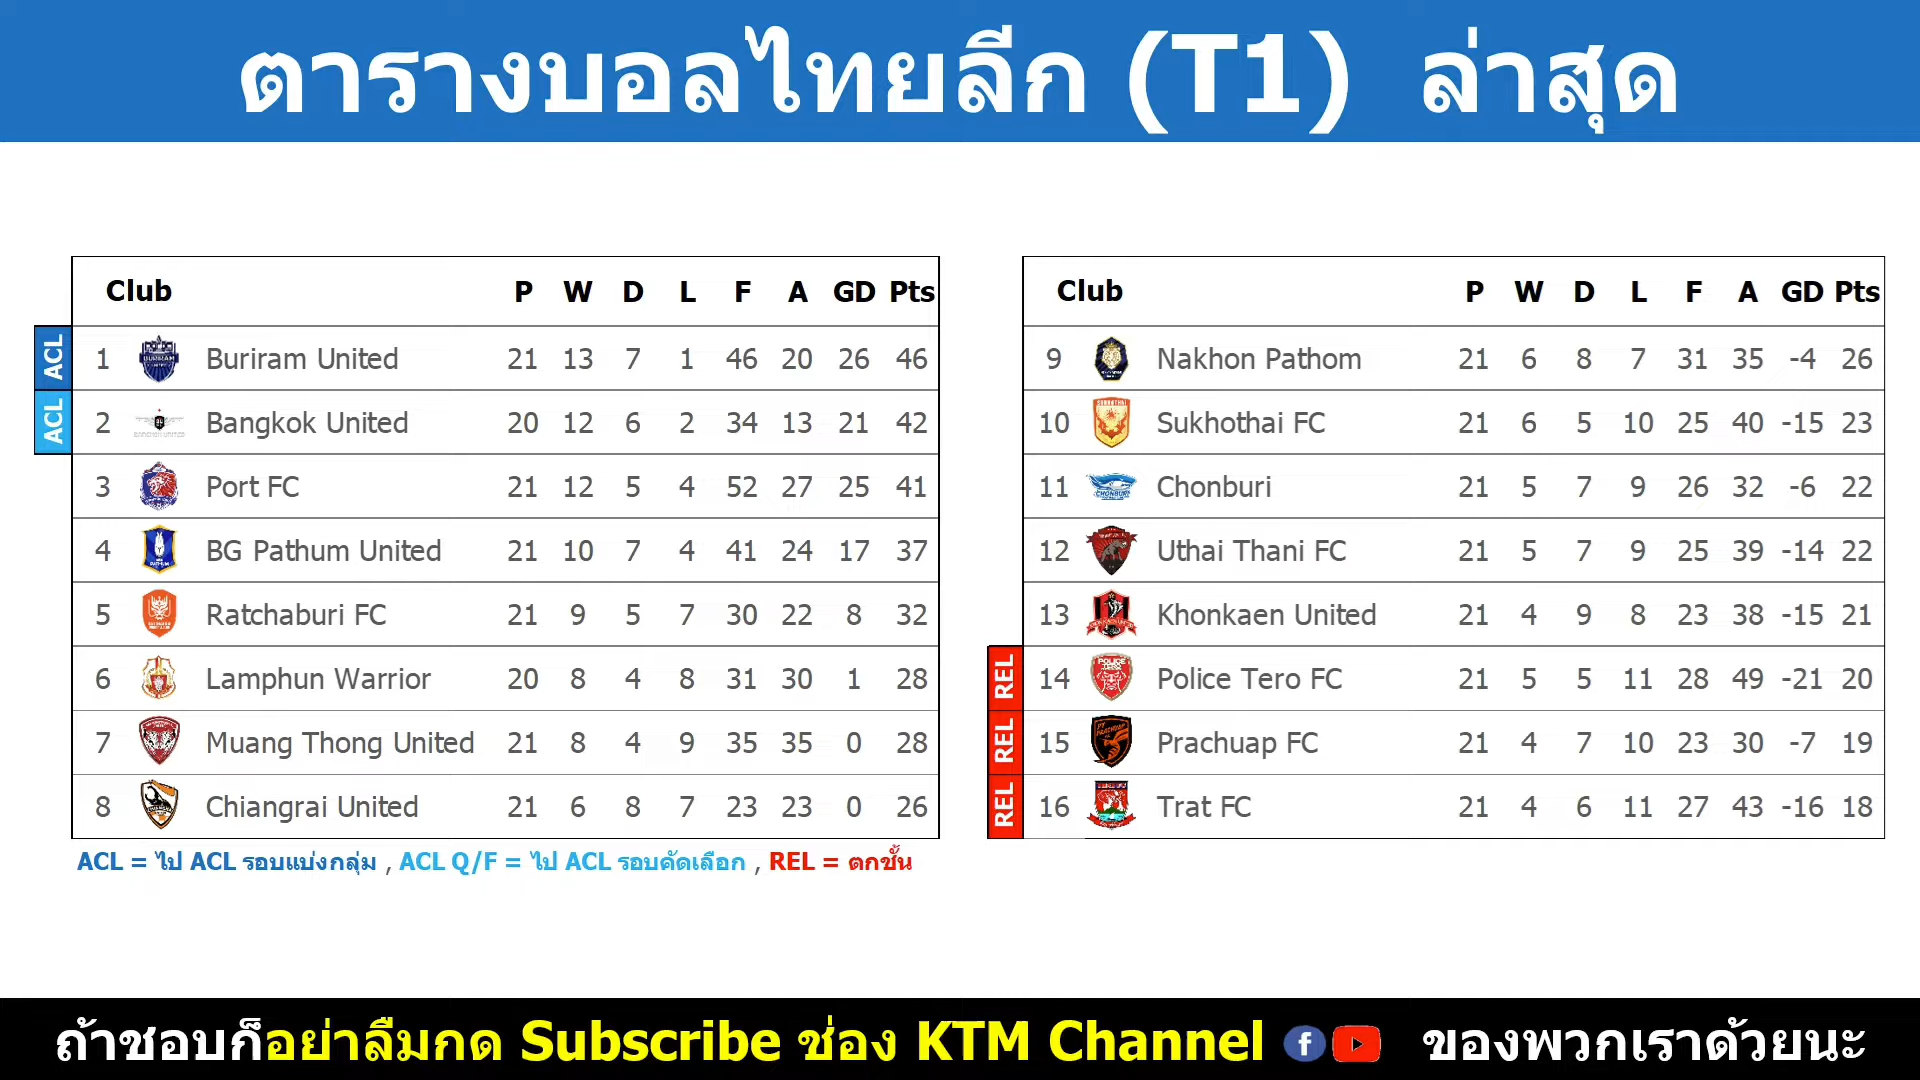 ตารางบอลไทยลีก (T1) ล่าสุด
Club P W D L F A GD Pts
ACL 1 Buriram United 21 13 7 1 46 20 26 46
ACL 2 Bangkok United 20 12 6 2 34 13 21 42
3 Port FC 21 12 5 4 52 27 25 41
4 BG Pathum United 21 10 7 4 41 24 17 37
5 Ratchaburi FC 21 9 5 7 30 22 8 32
6 Lamphun Warrior 20 8 4 8 31 30 1 28
7 Muang Thong United 21 8 4 9 35 35 0 28
8 Chiangrai United 21 6 8 7 23 23 0 26
ACL = ไป ACL รอบแบ่งกลุ่ม , ACL Q/F = ไป ACL รอบคัดเลือก , REL = ตกชั้น
Club P W D L F A GD Pts
9 Nakhon Pathom 21 6 8 7 31 35 -4 26
10 Sukhothai FC 21 6 5 10 25 40 -15 23
11 Chonburi 21 5 7 9 26 32 -6 22
12 Uthai Thani FC 21 5 7 9 25 39 -14 22
13 Khonkaen United 21 4 9 8 23 38 -15 21
REL 14 Police Tero FC 21 5 5 11 28 49 -21 20
REL 15 Prachuap FC 21 4 7 10 23 30 -7 19
REL 16 Trat FC 21 4 6 11 27 43 -16 18
ถ้าชอบก็อย่าลืมกด Subscribe ช่อง KTM Channel ของพวกเราด้วยนะ